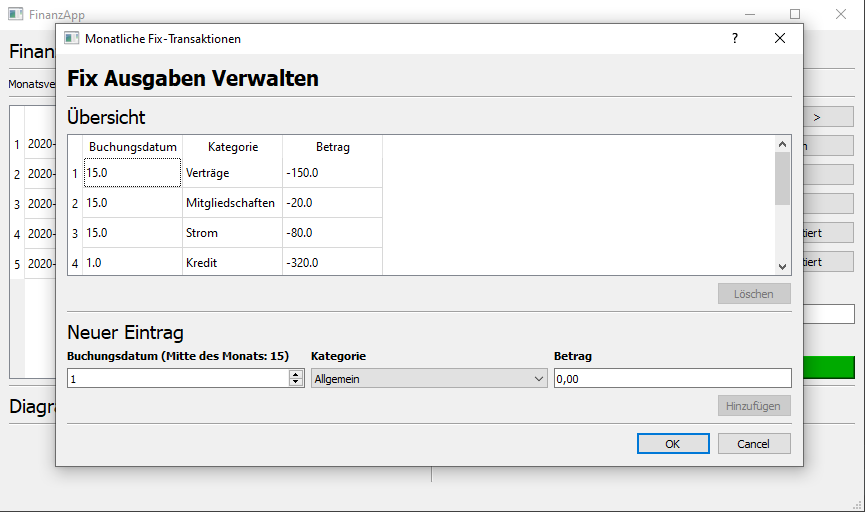 FinanzApp
Monatliche Fix-Transaktionen
?
Fix Ausgaben Verwalten
Übersicht
Buchungsdatum Kategorie Betrag
1 15.0 Verträge -150.0
2 15.0 Mitgliedschaften -20.0
3 15.0 Strom -80.0
4 1.0 Kredit -320.0
Löschen
Neuer Eintrag
Buchungsdatum (Mitte des Monats: 15) Kategorie Betrag
1 Allgemein 0,00
Hinzufügen
OK Cancel
Finan
Monatsve
>
1 2020-
2 2020-
3 2020-
4 2020- tiert
5 2020- tiert
Diagra